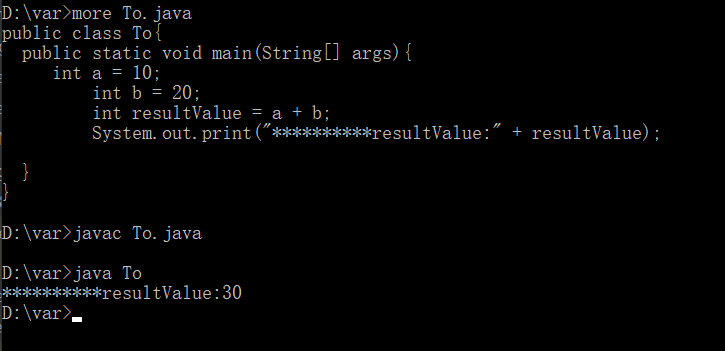 D:\var>more To.java
public class To{
  public static void main(String[] args){
     int a = 10;
         int b = 20;
         int resultValue = a + b;
         System.out.print("**********resultValue:" + resultValue);

  }
}

D:\var>javac To.java

D:\var>java To
**********resultValue:30
D:\var>